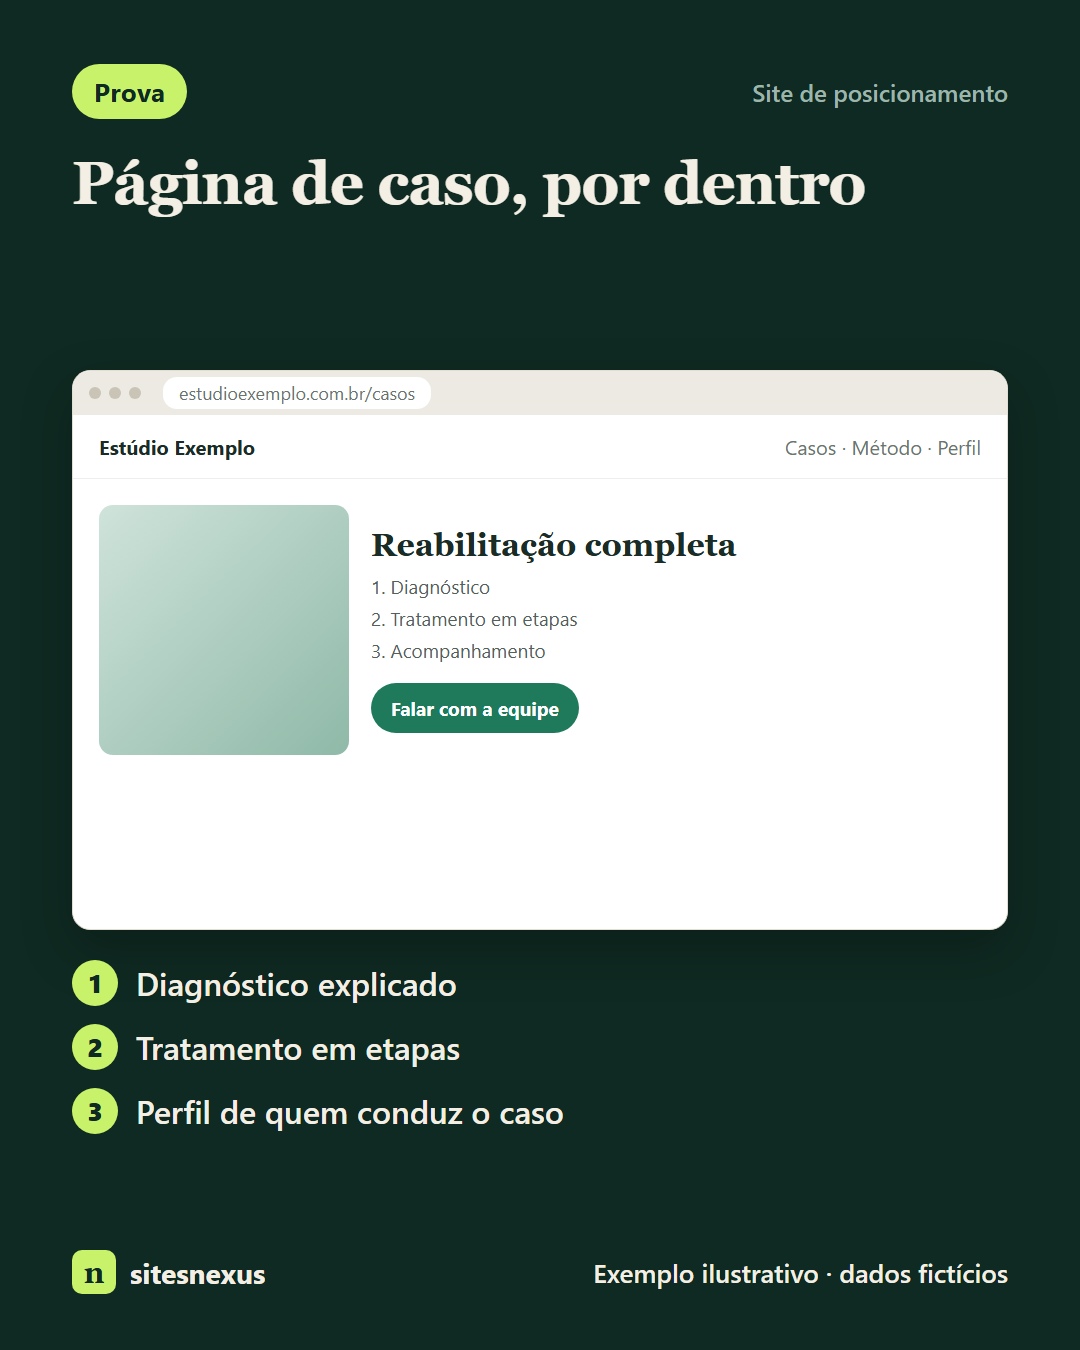 Prova
Site de posicionamento
Página de caso, por dentro
estudioexemplo.com.br/casos
Estúdio Exemplo
Casos · Método · Perfil
Reabilitação completa
1. Diagnóstico
2. Tratamento em etapas
3. Acompanhamento
Falar com a equipe
1 Diagnóstico explicado
2 Tratamento em etapas
3 Perfil de quem conduz o caso
n sitesnexus
Exemplo ilustrativo · dados fictícios